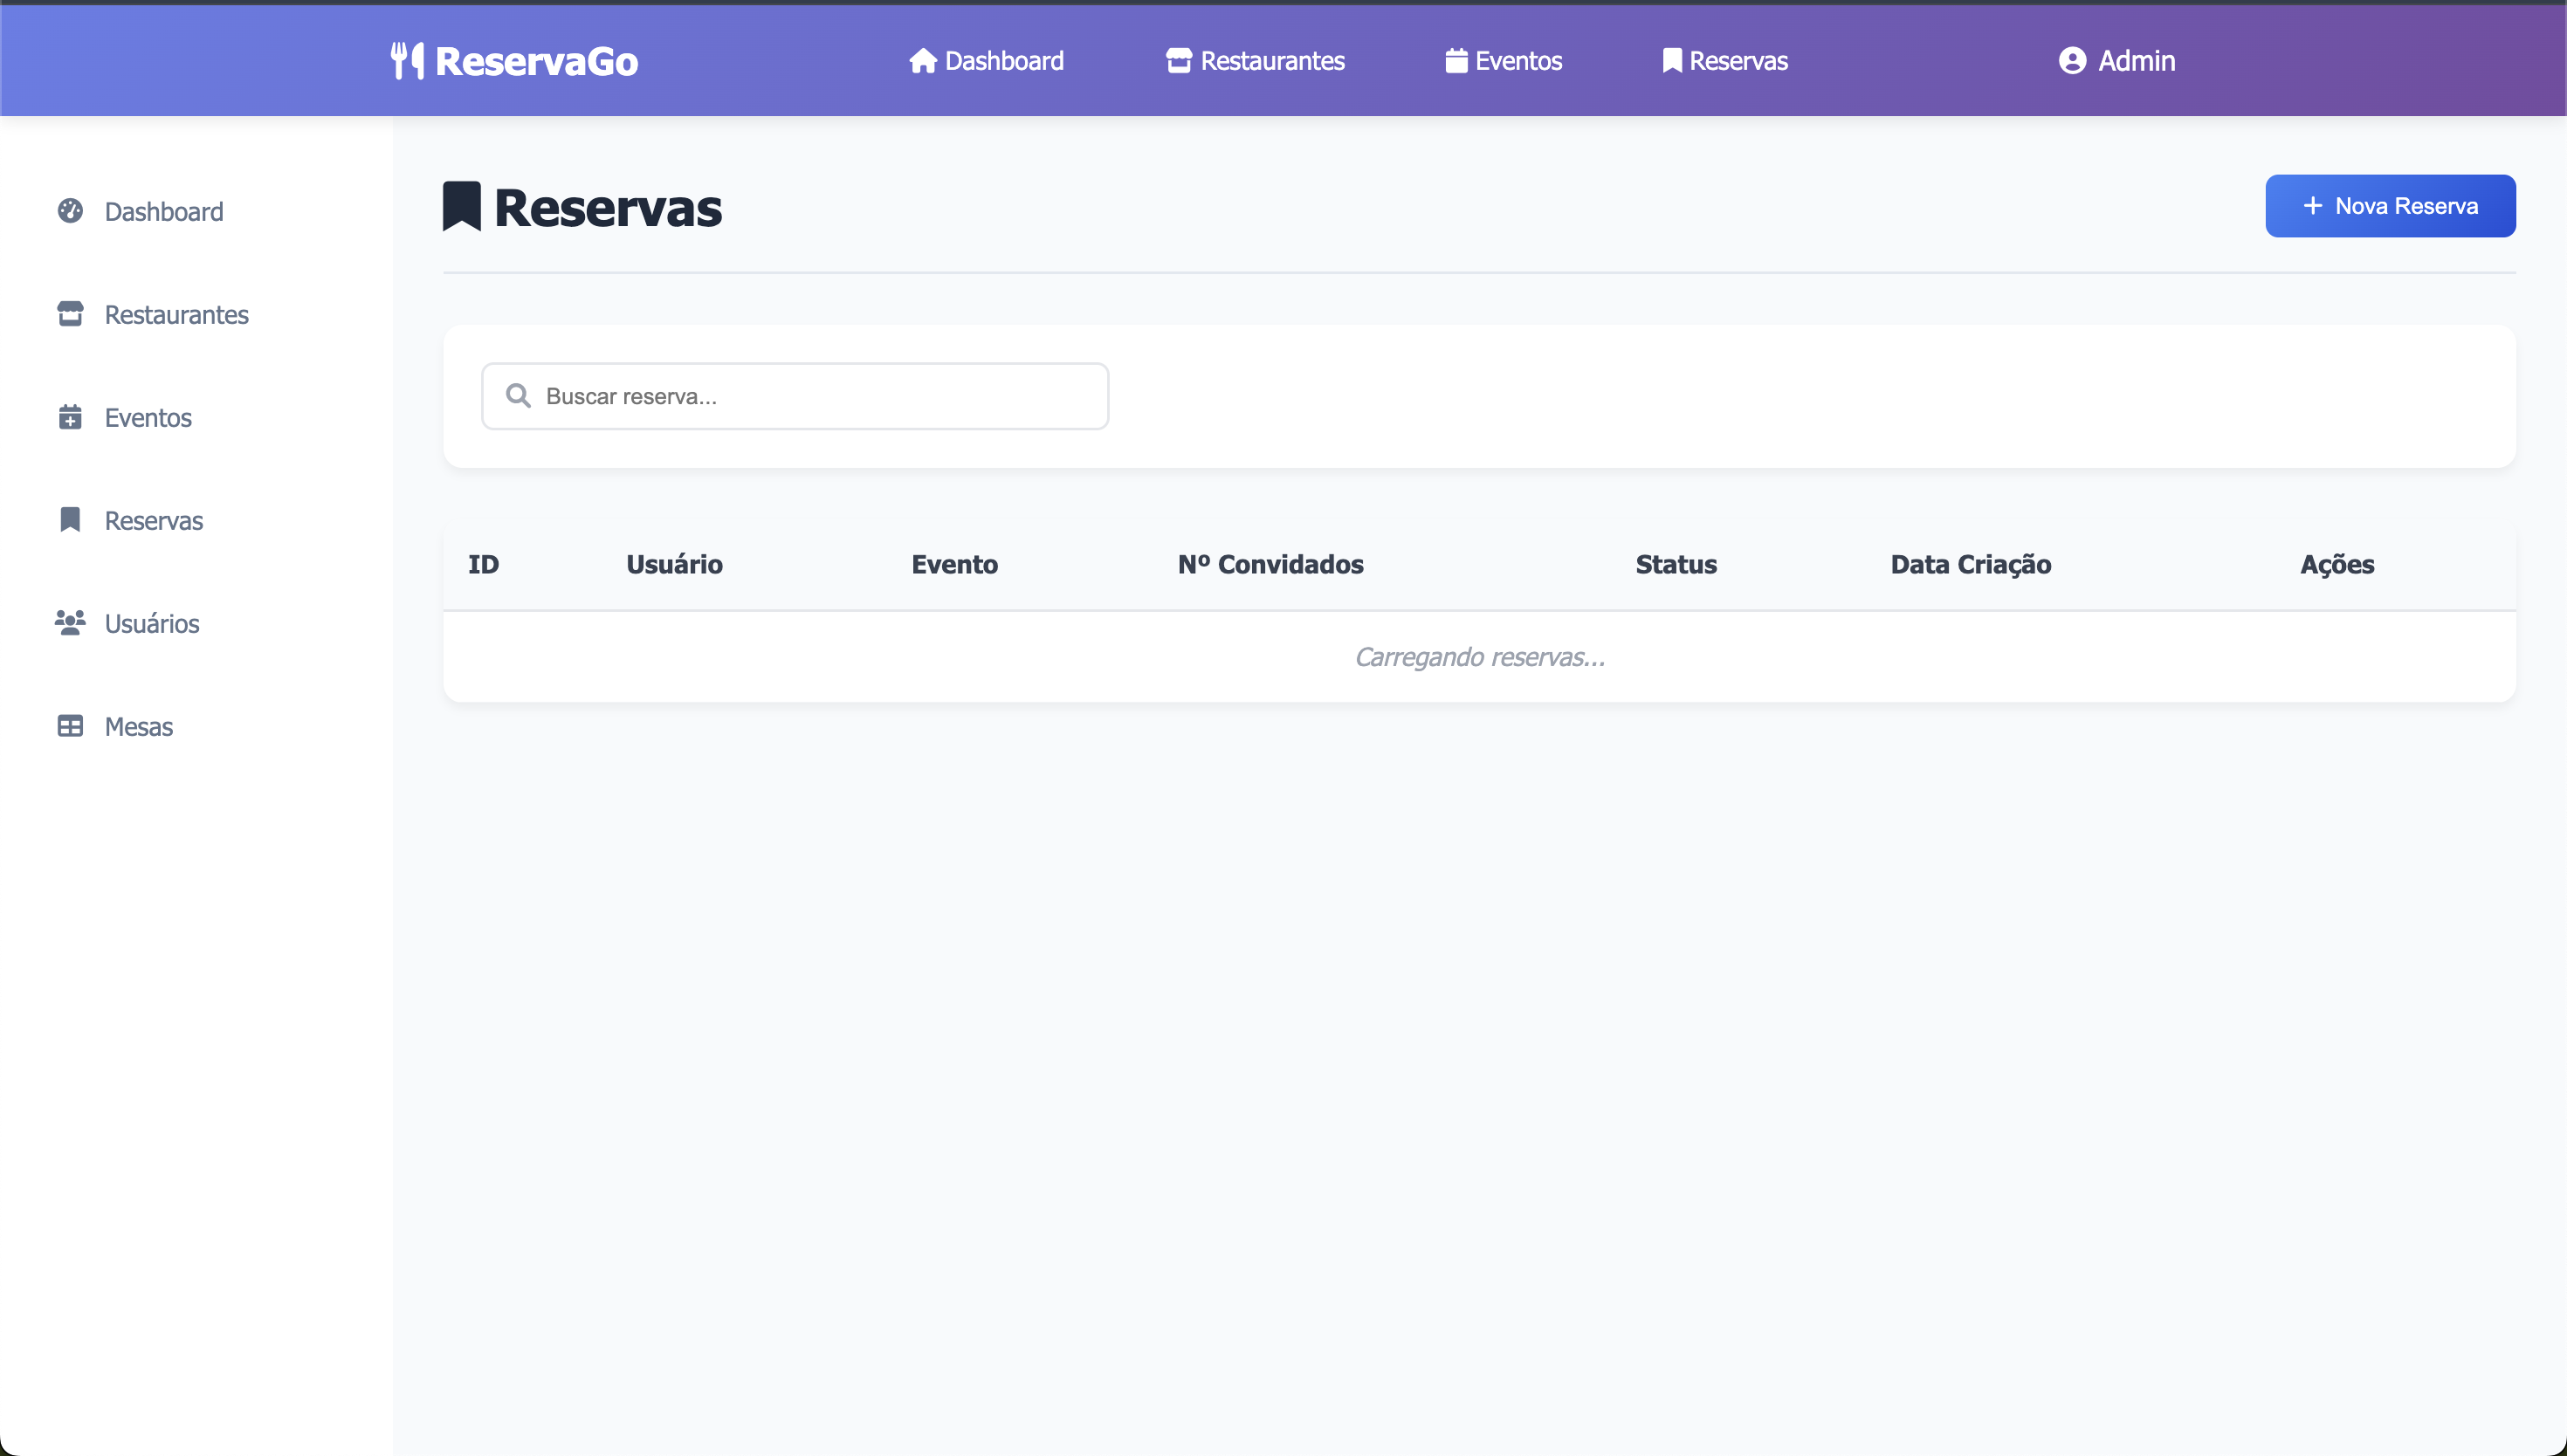 ReservaGo
Dashboard
Restaurantes
Eventos
Reservas
Admin
Dashboard
Restaurantes
Eventos
Reservas
Usuários
Mesas
Reservas
Nova Reserva
Buscar reserva...
ID Usuário Evento Nº Convidados Status Data Criação Ações
Carregando reservas...